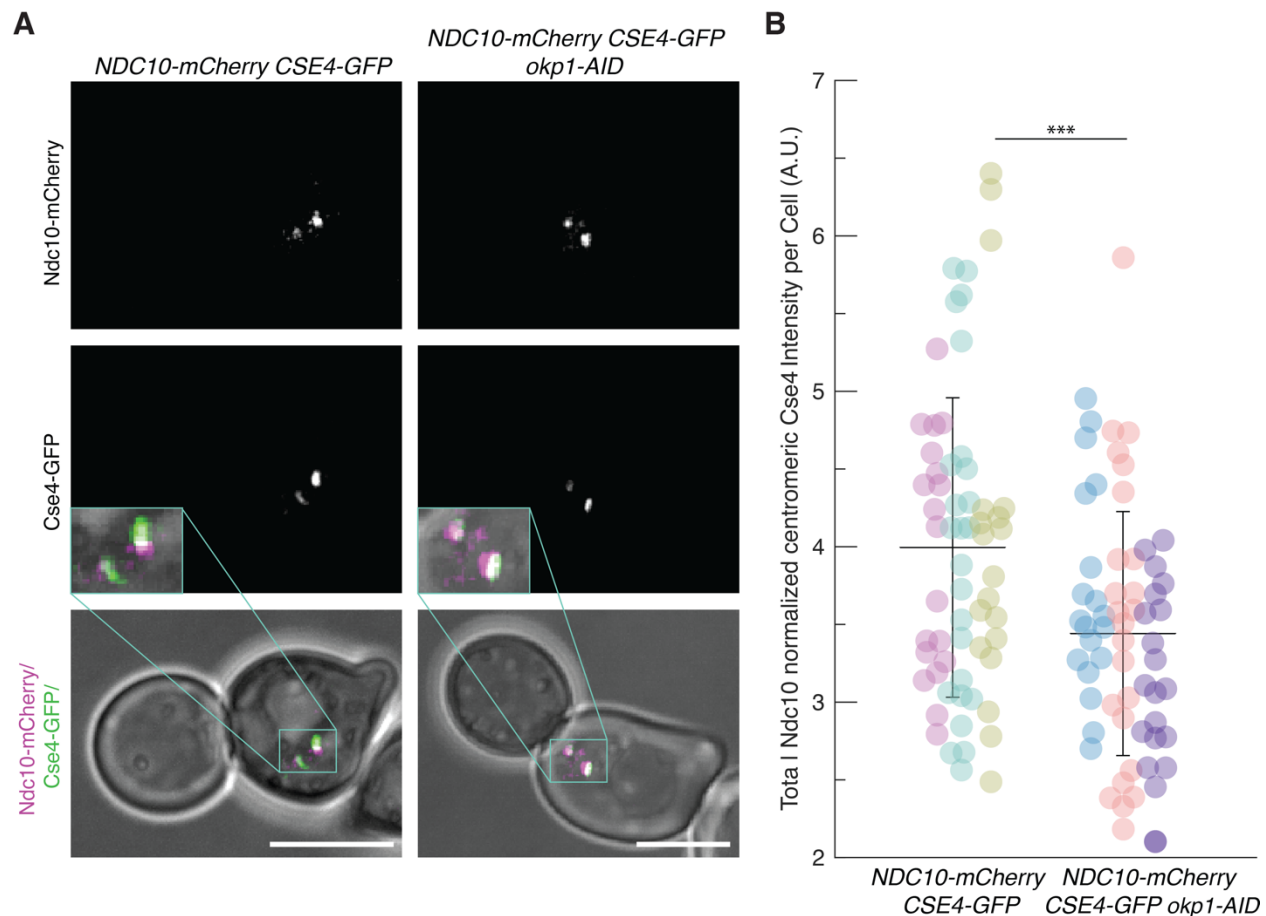 A
NDC10-mCherry CSE4-GFP
NDC10-mCherry CSE4-GFP
okp1-AID
Ndc10-mCherry
Cse4-GFP
Ndc10-mCherry/
Cse4-GFP/
B
Tota l Ndc10 normalized centromeric Cse4 Intensity per Cell (A.U.)
7
6
5
4
3
2
***
NDC10-mCherry
CSE4-GFP
NDC10-mCherry
CSE4-GFP okp1-AID